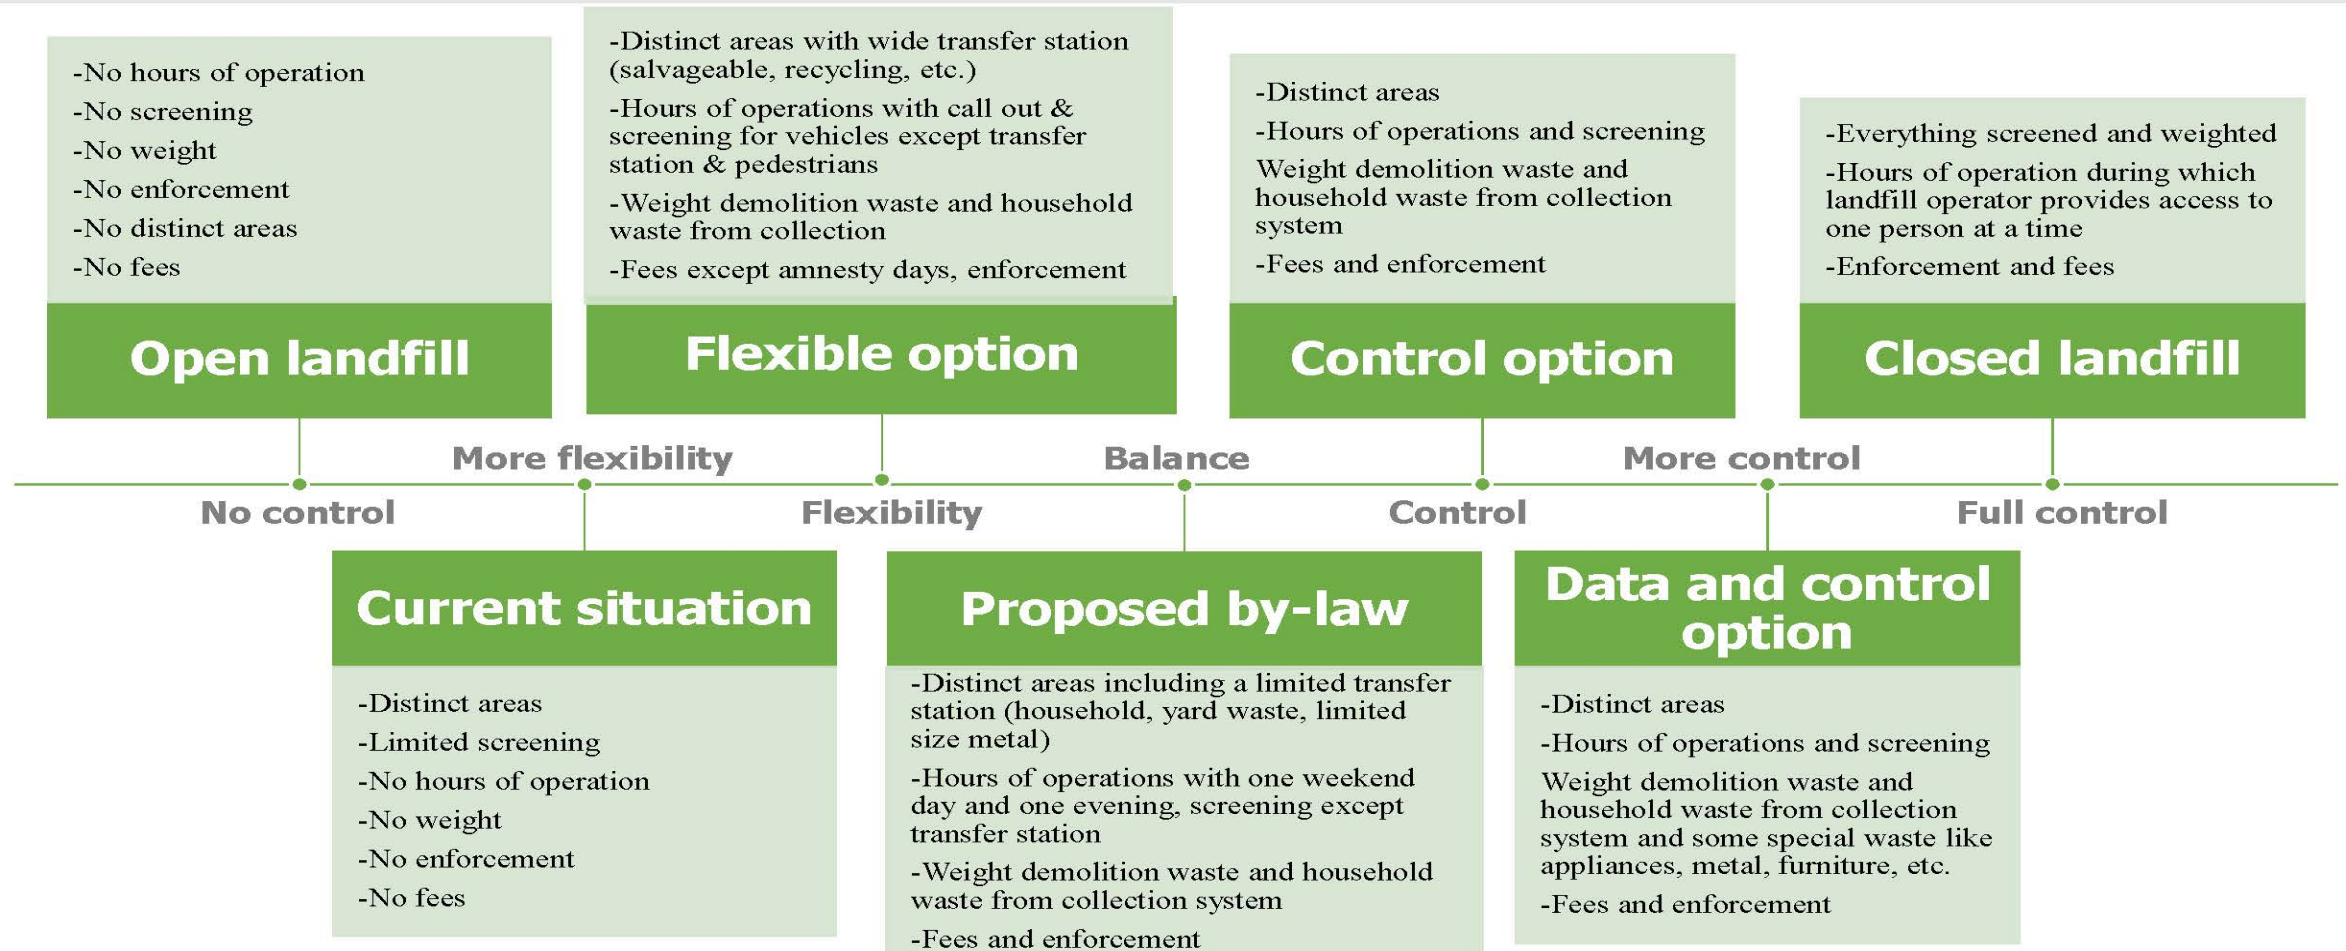 -No hours of operation
-No screening
-No weight
-No enforcement
-No distinct areas
-No fees
Open landfill
-Distinct areas with wide transfer station
(salvageable, recycling, etc.)
-Hours of operations with call out &
screening for vehicles except transfer
station & pedestrians
-Weight demolition waste and household
waste from collection
-Fees except amnesty days, enforcement
Flexible option
-Distinct areas
-Hours of operations and screening
Weight demolition waste and
household waste from collection
system
-Fees and enforcement
Control option
-Everything screened and weighted
-Hours of operation during which
landfill operator provides access to
one person at a time
-Enforcement and fees
Closed landfill
More flexibility
Balance
More control
No control
Flexibility
Control
Full control
Current situation
-Distinct areas
-Limited screening
-No hours of operation
-No weight
-No enforcement
-No fees
Proposed by-law
-Distinct areas including a limited transfer
station (household, yard waste, limited
size metal)
-Hours of operations with one weekend
day and one evening, screening except
transfer station
-Weight demolition waste and household
waste from collection system
-Fees and enforcement
Data and control
option
-Distinct areas
-Hours of operations and screening
Weight demolition waste and
household waste from collection
system and some special waste like
appliances, metal, furniture, etc.
-Fees and enforcement